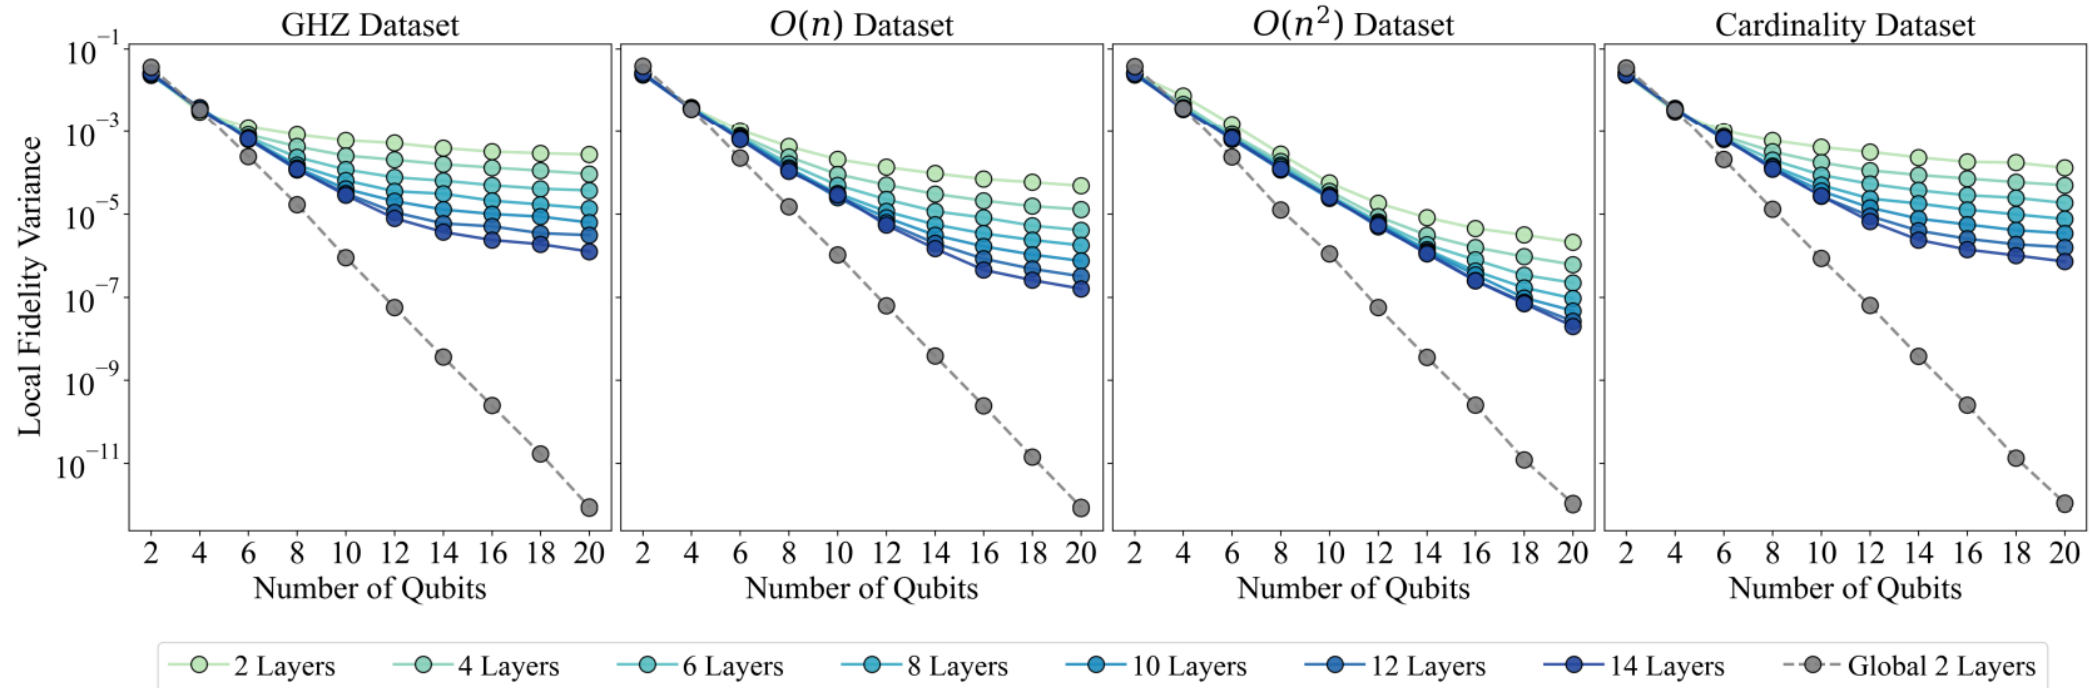 GHZ Dataset
O(n) Dataset
O(n²) Dataset
Cardinality Dataset
Local Fidelity Variance
10⁻¹
10⁻³
10⁻⁵
10⁻⁷
10⁻⁹
10⁻¹¹
2 4 6 8 10 12 14 16 18 20
2 4 6 8 10 12 14 16 18 20
2 4 6 8 10 12 14 16 18 20
2 4 6 8 10 12 14 16 18 20
Number of Qubits
Number of Qubits
Number of Qubits
Number of Qubits
2 Layers 4 Layers 6 Layers 8 Layers 10 Layers 12 Layers 14 Layers Global 2 Layers